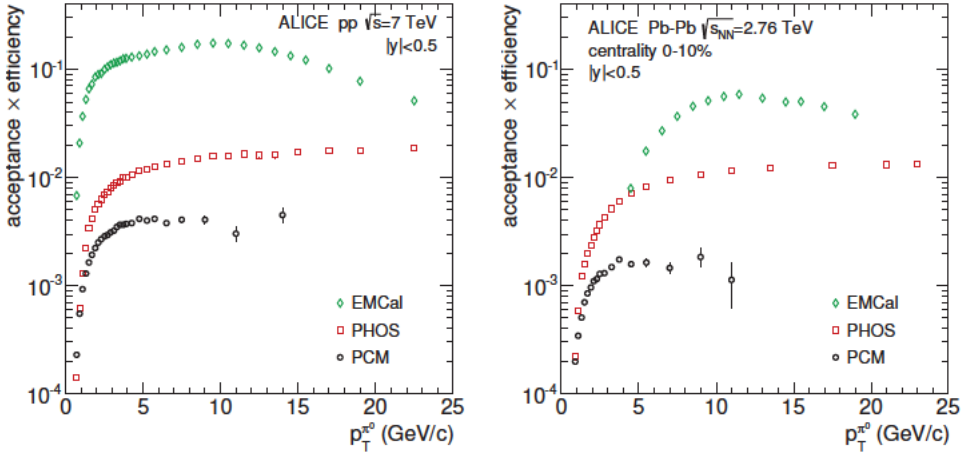 ALICE pp √s=7 TeV
|y|<0.5
acceptance × efficiency
10⁻¹
10⁻²
10⁻³
10⁻⁴
EMCal
PHOS
PCM
0 5 10 15 20 25
p_T^π⁰ (GeV/c)
ALICE Pb-Pb √s_NN=2.76 TeV
centrality 0-10%
|y|<0.5
acceptance × efficiency
10⁻¹
10⁻²
10⁻³
10⁻⁴
EMCal
PHOS
PCM
0 5 10 15 20 25
p_T^π⁰ (GeV/c)